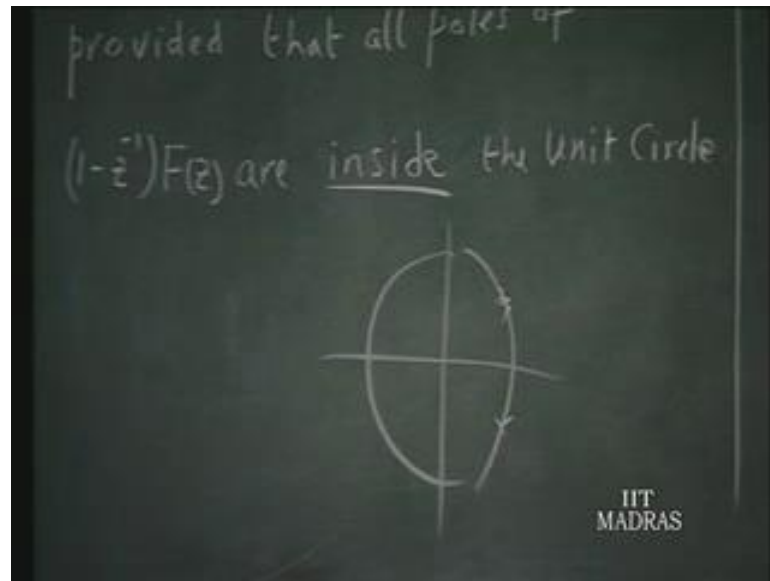 provided that all poles of
(1-z⁻¹)F(z) are inside the Unit Circle
IIT
MADRAS